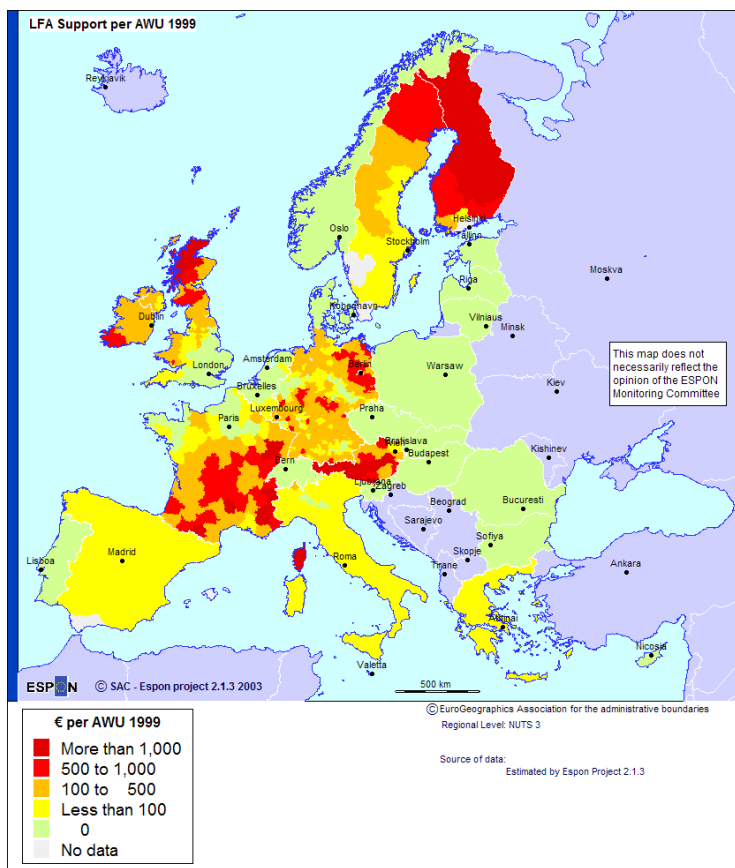 LFA Support per AWU 1999
Reykjavik
Oslo
Helsinki
Tallinn
Stockholm
Riga
Moskva
Kobenhavn
Vilniaus
Minsk
Dublin
Amsterdam
Berlin
London
Warsaw
Bruxelles
Kiev
This map does not
necessarily reflect the
opinion of the ESPON
Monitoring Committee
Luxembourg
Praha
Paris
Wien
Bratislava
Budapest
Kishinev
Bern
Ljubljana
Zagreb
Beograd
Bucuresti
Sarajevo
Sofiya
Madrid
Roma
Skopje
Lisboa
Tirane
Ankara
Athinai
Nicosia
Valetta
ESPON © SAC - Espon project 2.1.3 2003
500 km
© EuroGeographics Association for the administrative boundaries
Regional Level: NUTS 3
Source of data:
Estimated by Espon Project 2.1.3
€ per AWU 1999
More than 1,000
500 to 1,000
100 to 500
Less than 100
0
No data